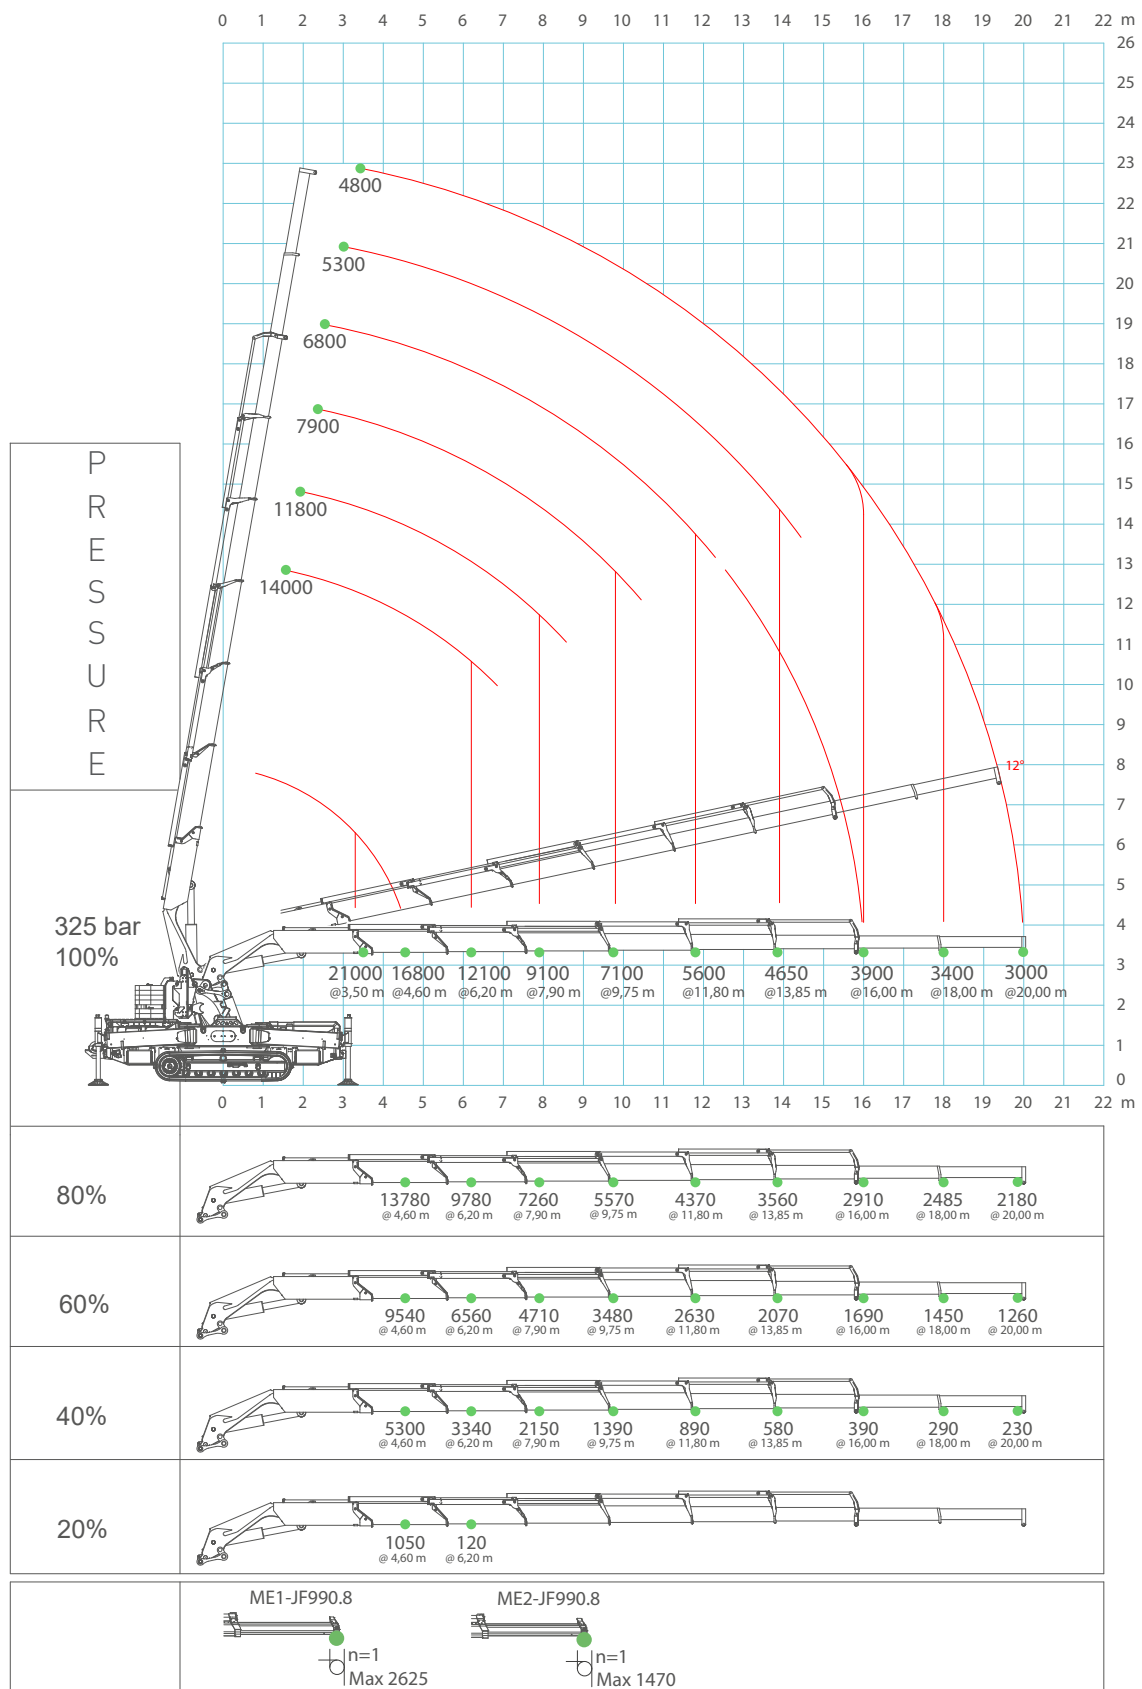 0 1 2 3 4 5 6 7 8 9 10 11 12 13 14 15 16 17 18 19 20 22 m
26
25
24
23
22
21
20
19
18
17
16
15
14
13
12
11
10
9
8
7
6
5
4
3
2
1
0
4800
5300
6800
7900
11800
14000
12°
P
R
E
S
S
U
R
E
325 bar
100%
21000 16800 12100 9100 7100 5600 4650 3900 3400 3000
@3,50 m @4,60 m @6,20 m @7,90 m @9,75 m @11,80 m @13,85 m @16,00 m @18,00 m @20,00 m
0 1 2 3 4 5 6 7 8 9 10 11 12 13 14 15 16 17 18 19 20 22 m
80%
13780 9780 7260 5570 4370 3560 2910 2485 2180
@ 4,60 m @ 6,20 m @ 7,90 m @ 9,75 m @ 11,80 m @ 13,85 m @ 16,00 m @ 18,00 m @ 20,00 m
60%
9540 6560 4710 3480 2630 2070 1690 1450 1260
@ 4,60 m @ 6,20 m @ 7,90 m @ 9,75 m @ 11,80 m @ 13,85 m @ 16,00 m @ 18,00 m @ 20,00 m
40%
5300 3340 2150 1390 890 580 390 290 230
@ 4,60 m @ 6,20 m @ 7,90 m @ 9,75 m @ 11,80 m @ 13,85 m @ 16,00 m @ 18,00 m @ 20,00 m
20%
1050 120
@ 4,60 m @ 6,20 m
ME1-JF990.8 ME2-JF990.8
n=1 n=1
Max 2625 Max 1470